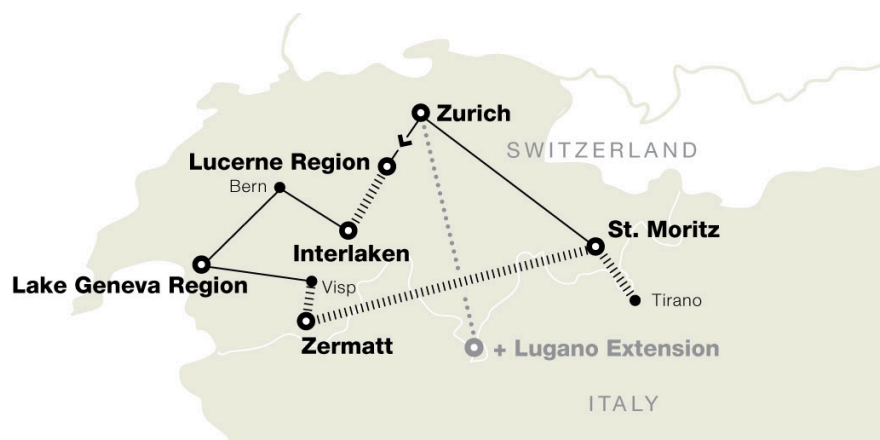 Zurich
SWITZERLAND
Lucerne Region
Bern
St. Moritz
Interlaken
Lake Geneva Region
Visp
Tirano
Zermatt
+ Lugano Extension
ITALY